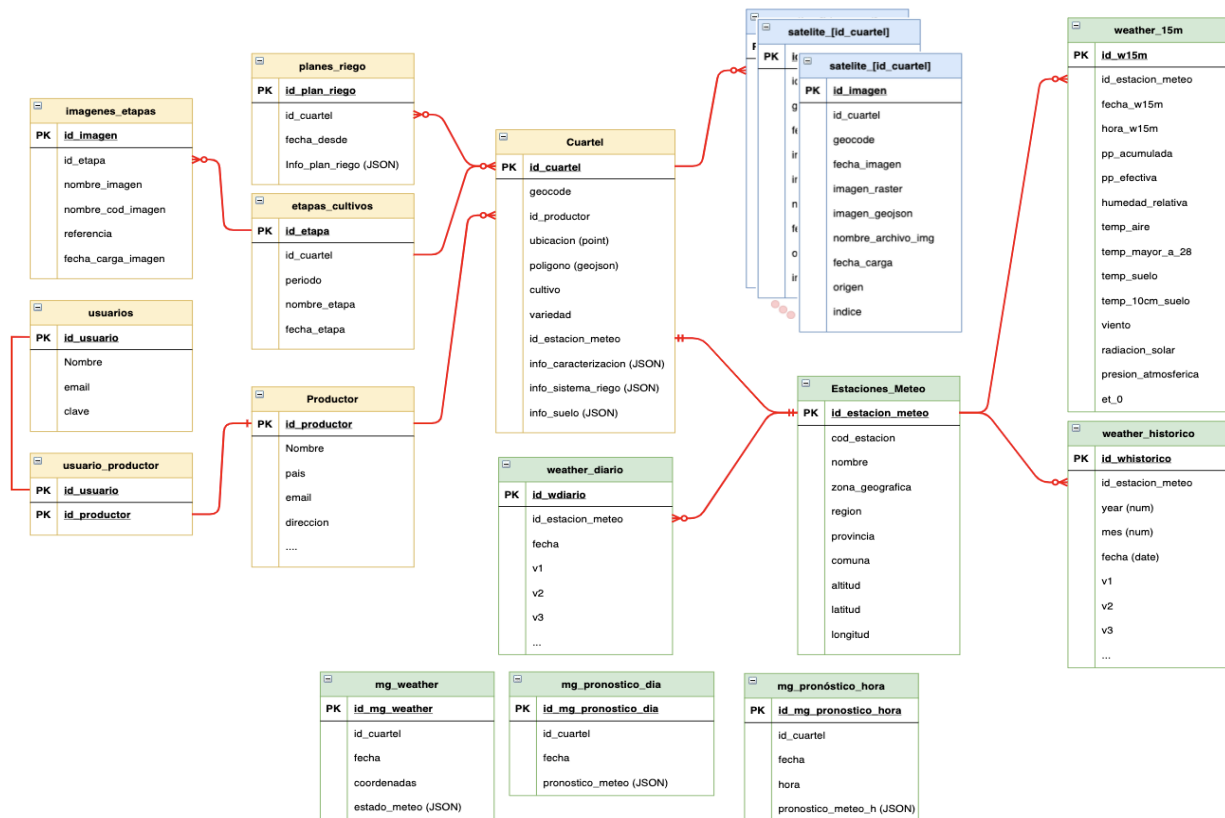 planes_riego
PK id_plan_riego
id_cuartel
fecha_desde
Info_plan_riego (JSON)
imagenes_etapas
PK id_imagen
id_etapa
nombre_imagen
nombre_cod_imagen
referencia
fecha_carga_imagen
etapas_cultivos
PK id_etapa
id_cuartel
periodo
nombre_etapa
fecha_etapa
usuarios
PK id_usuario
Nombre
email
clave
usuario_productor
PK id_usuario
PK id_productor
Productor
PK id_productor
Nombre
pais
email
direccion
....
Cuartel
PK id_cuartel
geocode
id_productor
ubicacion (point)
poligono (geojson)
cultivo
variedad
id_estacion_meteo
info_caracterizacion (JSON)
info_sistema_riego (JSON)
info_suelo (JSON)
satelite_[id_cuartel]
PK
satelite_[id_cuartel]
PK id_imagen
id_cuartel
geocode
fecha_imagen
imagen_raster
imagen_geojson
nombre_archivo_img
fecha_carga
origen
indice
weather_15m
PK id_w15m
id_estacion_meteo
fecha_w15m
hora_w15m
pp_acumulada
pp_efectiva
humedad_relativa
temp_aire
temp_mayor_a_28
temp_suelo
temp_10cm_suelo
viento
radiacion_solar
presion_atmosferica
et_0
Estaciones_Meteo
PK id_estacion_meteo
cod_estacion
nombre
zona_geografica
region
provincia
comuna
altitud
latitud
longitud
weather_diario
PK id_wdiario
id_estacion_meteo
fecha
v1
v2
v3
...
weather_historico
PK id_whistorico
id_estacion_meteo
year (num)
mes (num)
fecha (date)
v1
v2
v3
...
mg_weather
PK id_mg_weather
id_cuartel
fecha
coordenadas
estado_meteo (JSON)
mg_pronostico_dia
PK id_mg_pronostico_dia
id_cuartel
fecha
pronostico_meteo (JSON)
mg_pronóstico_hora
PK id_mg_pronostico_hora
id_cuartel
fecha
hora
pronostico_meteo_h (JSON)